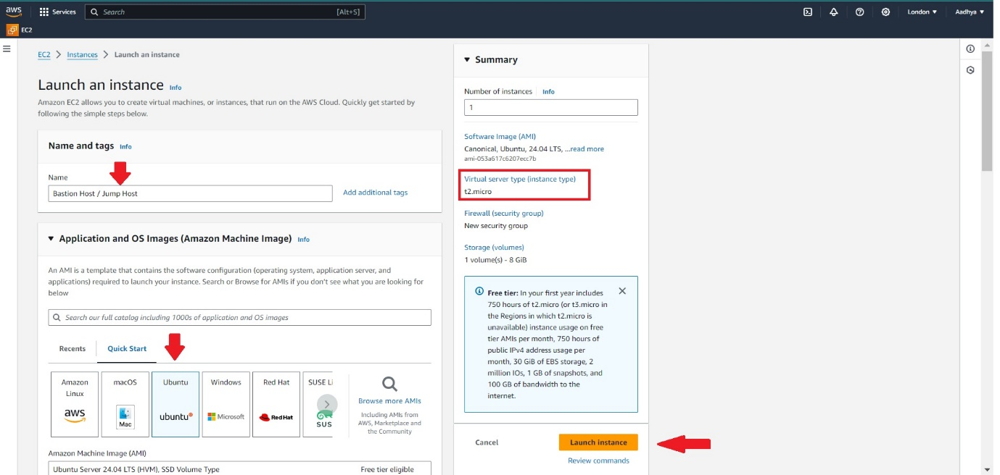 aws
Services
Search
[Alt+S]
London
Aadhya
EC2
EC2
Instances
Launch an instance
Launch an instance
Info
Amazon EC2 allows you to create virtual machines, or instances, that run on the AWS Cloud. Quickly get started by
following the simple steps below.
Name and tags
Info
Name
Bastion Host / Jump Host
Add additional tags
Application and OS Images (Amazon Machine Image)
Info
An AMI is a template that contains the software configuration (operating system, application server, and
applications) required to launch your instance. Search or Browse for AMIs if you don't see what you are looking for
below
Search our full catalog including 1000s of application and OS images
Recents
Quick Start
Amazon
Linux
aws
macOS
Mac
Ubuntu
ubuntu
Windows
Microsoft
Red Hat
Red Hat
SUSE Li
SUS
Browse more AMIs
Including AMIs from
AWS, Marketplace and
the Community
Amazon Machine Image (AMI)
Ubuntu Server 24.04 LTS (HVM), SSD Volume Type
Free tier eligible
Summary
Number of instances
Info
1
Software Image (AMI)
Canonical, Ubuntu, 24.04 LTS, ...read more
ami-053a617c6207ecc7b
Virtual server type (instance type)
t2.micro
Firewall (security group)
New security group
Storage (volumes)
1 volume(s) - 8 GiB
Free tier: In your first year includes
750 hours of t2.micro (or t3.micro in
the Regions in which t2.micro is
unavailable) instance usage on free
tier AMIs per month, 750 hours of
public IPv4 address usage per
month, 30 GiB of EBS storage, 2
million IOs, 1 GB of snapshots, and
100 GB of bandwidth to the
internet.
Cancel
Launch instance
Review commands